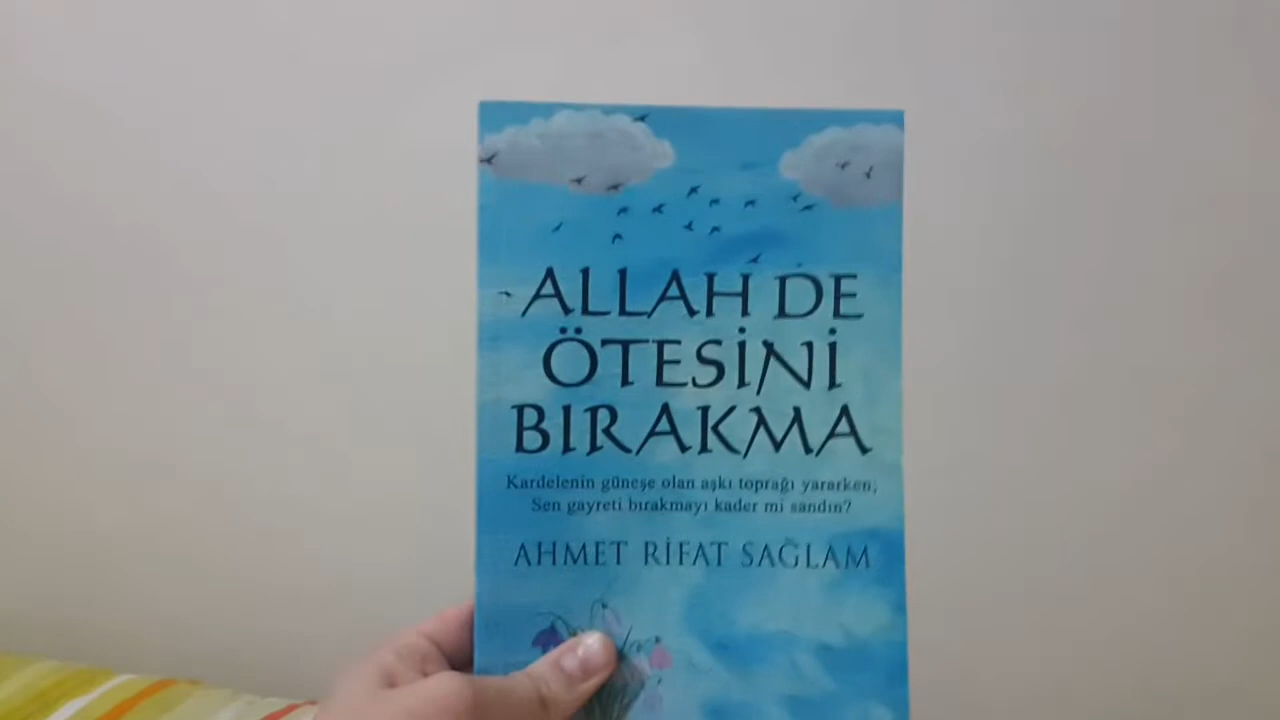 ALLAH DE
ÖTESİNİ
BIRAKMA
Kardelenin güneşe olan aşkı toprağı yararken,
Sen gayreti bırakmayı kader mi sandın?
AHMET RİFAT SAĞLAM